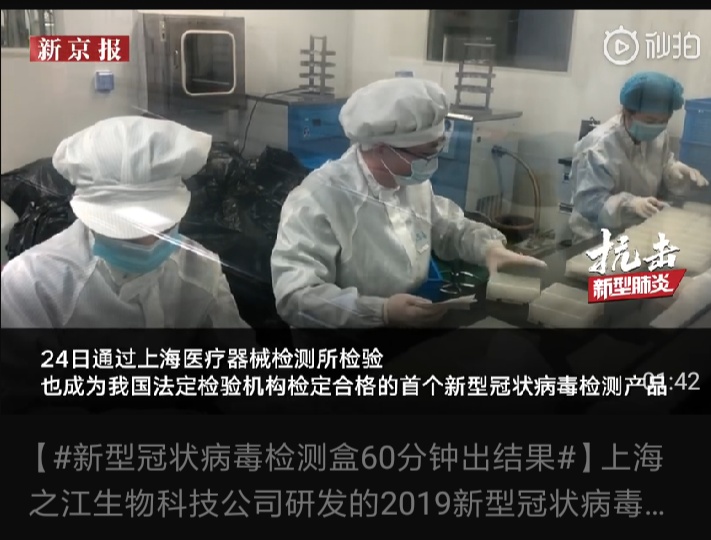 新京报
秒拍
抗击
新型肺炎
24日通过上海医疗器械检测所检验
也成为我国法定检验机构检定合格的首个新型冠状病毒检测产品
01:42
【#新型冠状病毒检测盒60分钟出结果#】上海
之江生物科技公司研发的2019新型冠状病毒...